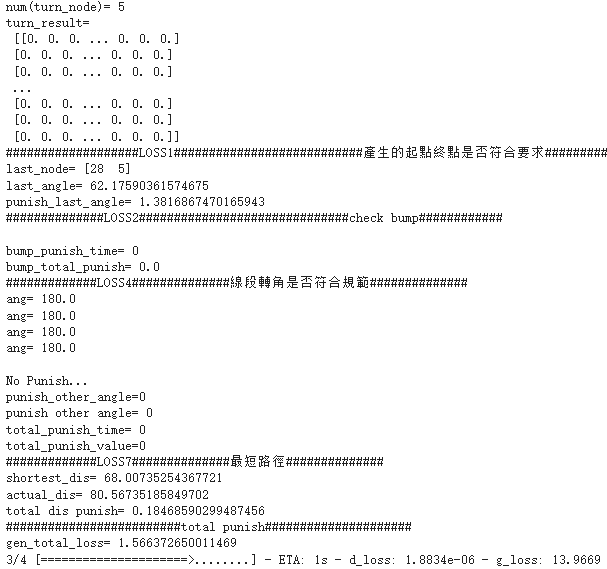 num(turn_node)= 5
turn_result=
[[0. 0. 0. ... 0. 0. 0.]
[0. 0. 0. ... 0. 0. 0.]
[0. 0. 0. ... 0. 0. 0.]
...
[0. 0. 0. ... 0. 0. 0.]
[0. 0. 0. ... 0. 0. 0.]
[0. 0. 0. ... 0. 0. 0.]]
###################LOSS1###########################產生的起點終點是否符合要求#########
last_node= [28  5]
last_angle= 62.17590361574675
punish_last_angle= 1.3816867470165943
##############LOSS2##############################check bump############
bump_punish_time= 0
bump_total_punish= 0.0
#############LOSS4##############線段轉角是否符合規範##############
ang= 180.0
ang= 180.0
ang= 180.0
ang= 180.0
No Punish...
punish_other_angle=0
punish other angle= 0
total_punish_time= 0
total_punish_value=0
#############LOSS7##############最短路徑##############
shortest_dis= 68.00735254367721
actual_dis= 80.56735185849702
total dis punish= 0.18468590299487456
#########################total punish#####################
gen_total_loss= 1.566372650011469
3/4 [=====================>........] - ETA: 1s - d_loss: 1.8834e-06 - g_loss: 13.9669